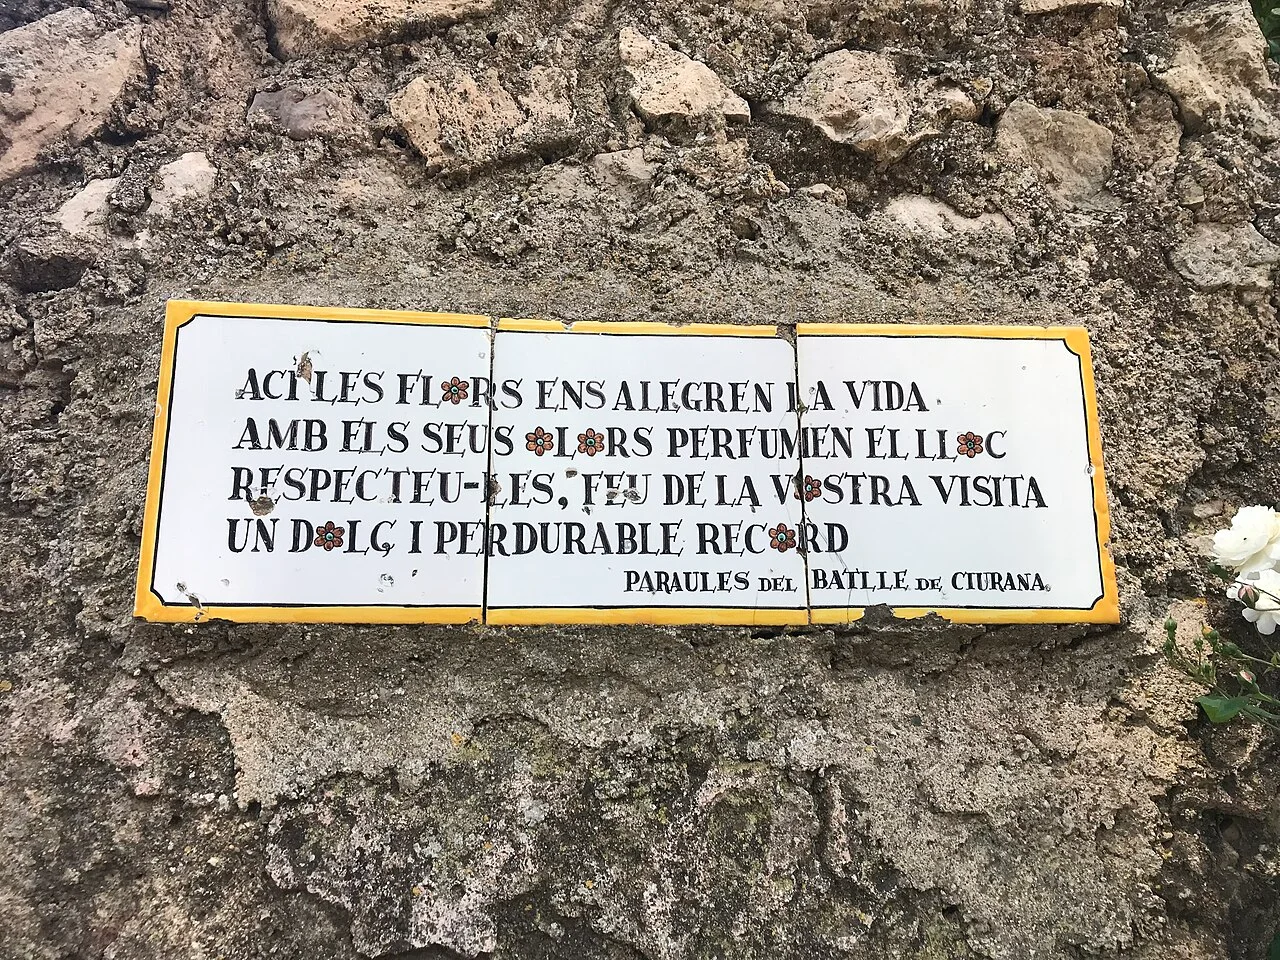 ACI LES FLORS ENS ALEGREN LA VIDA
AMB ELS SEUS OLORS PERFUMEN EL LLOC
RESPECTEU-LES, FEU DE LA VOSTRA VISITA
UN DOLÇ I PERDURABLE RECORD
PARAULES DEL BATLLE DE CIURANA